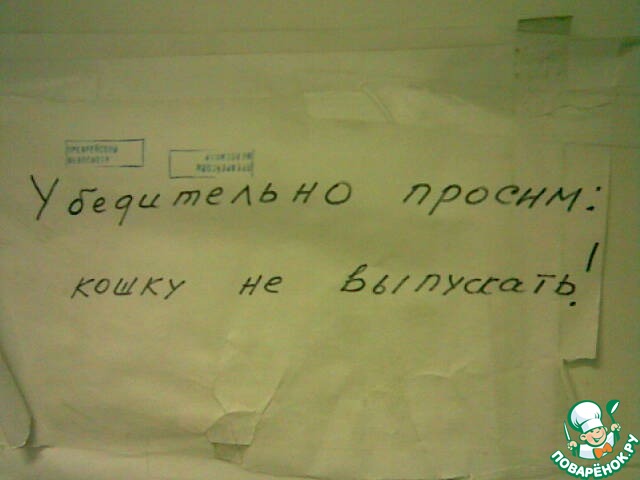 Убедительно просим:
кошку не выпускать!
ПОВАРЁНОК.РУ